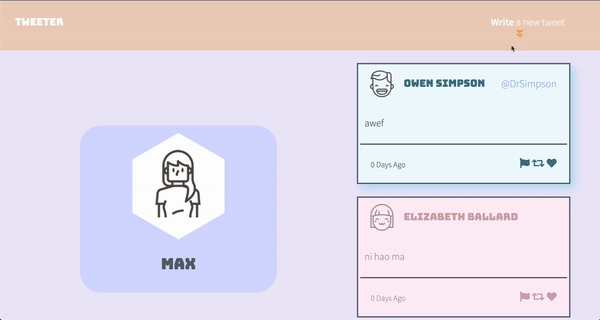 TWEETER
Write a new tweet
MAX
OWEN SIMPSON @DrSimpson
awef
0 Days Ago
ELIZABETH BALLARD
ni hao ma
0 Days Ago